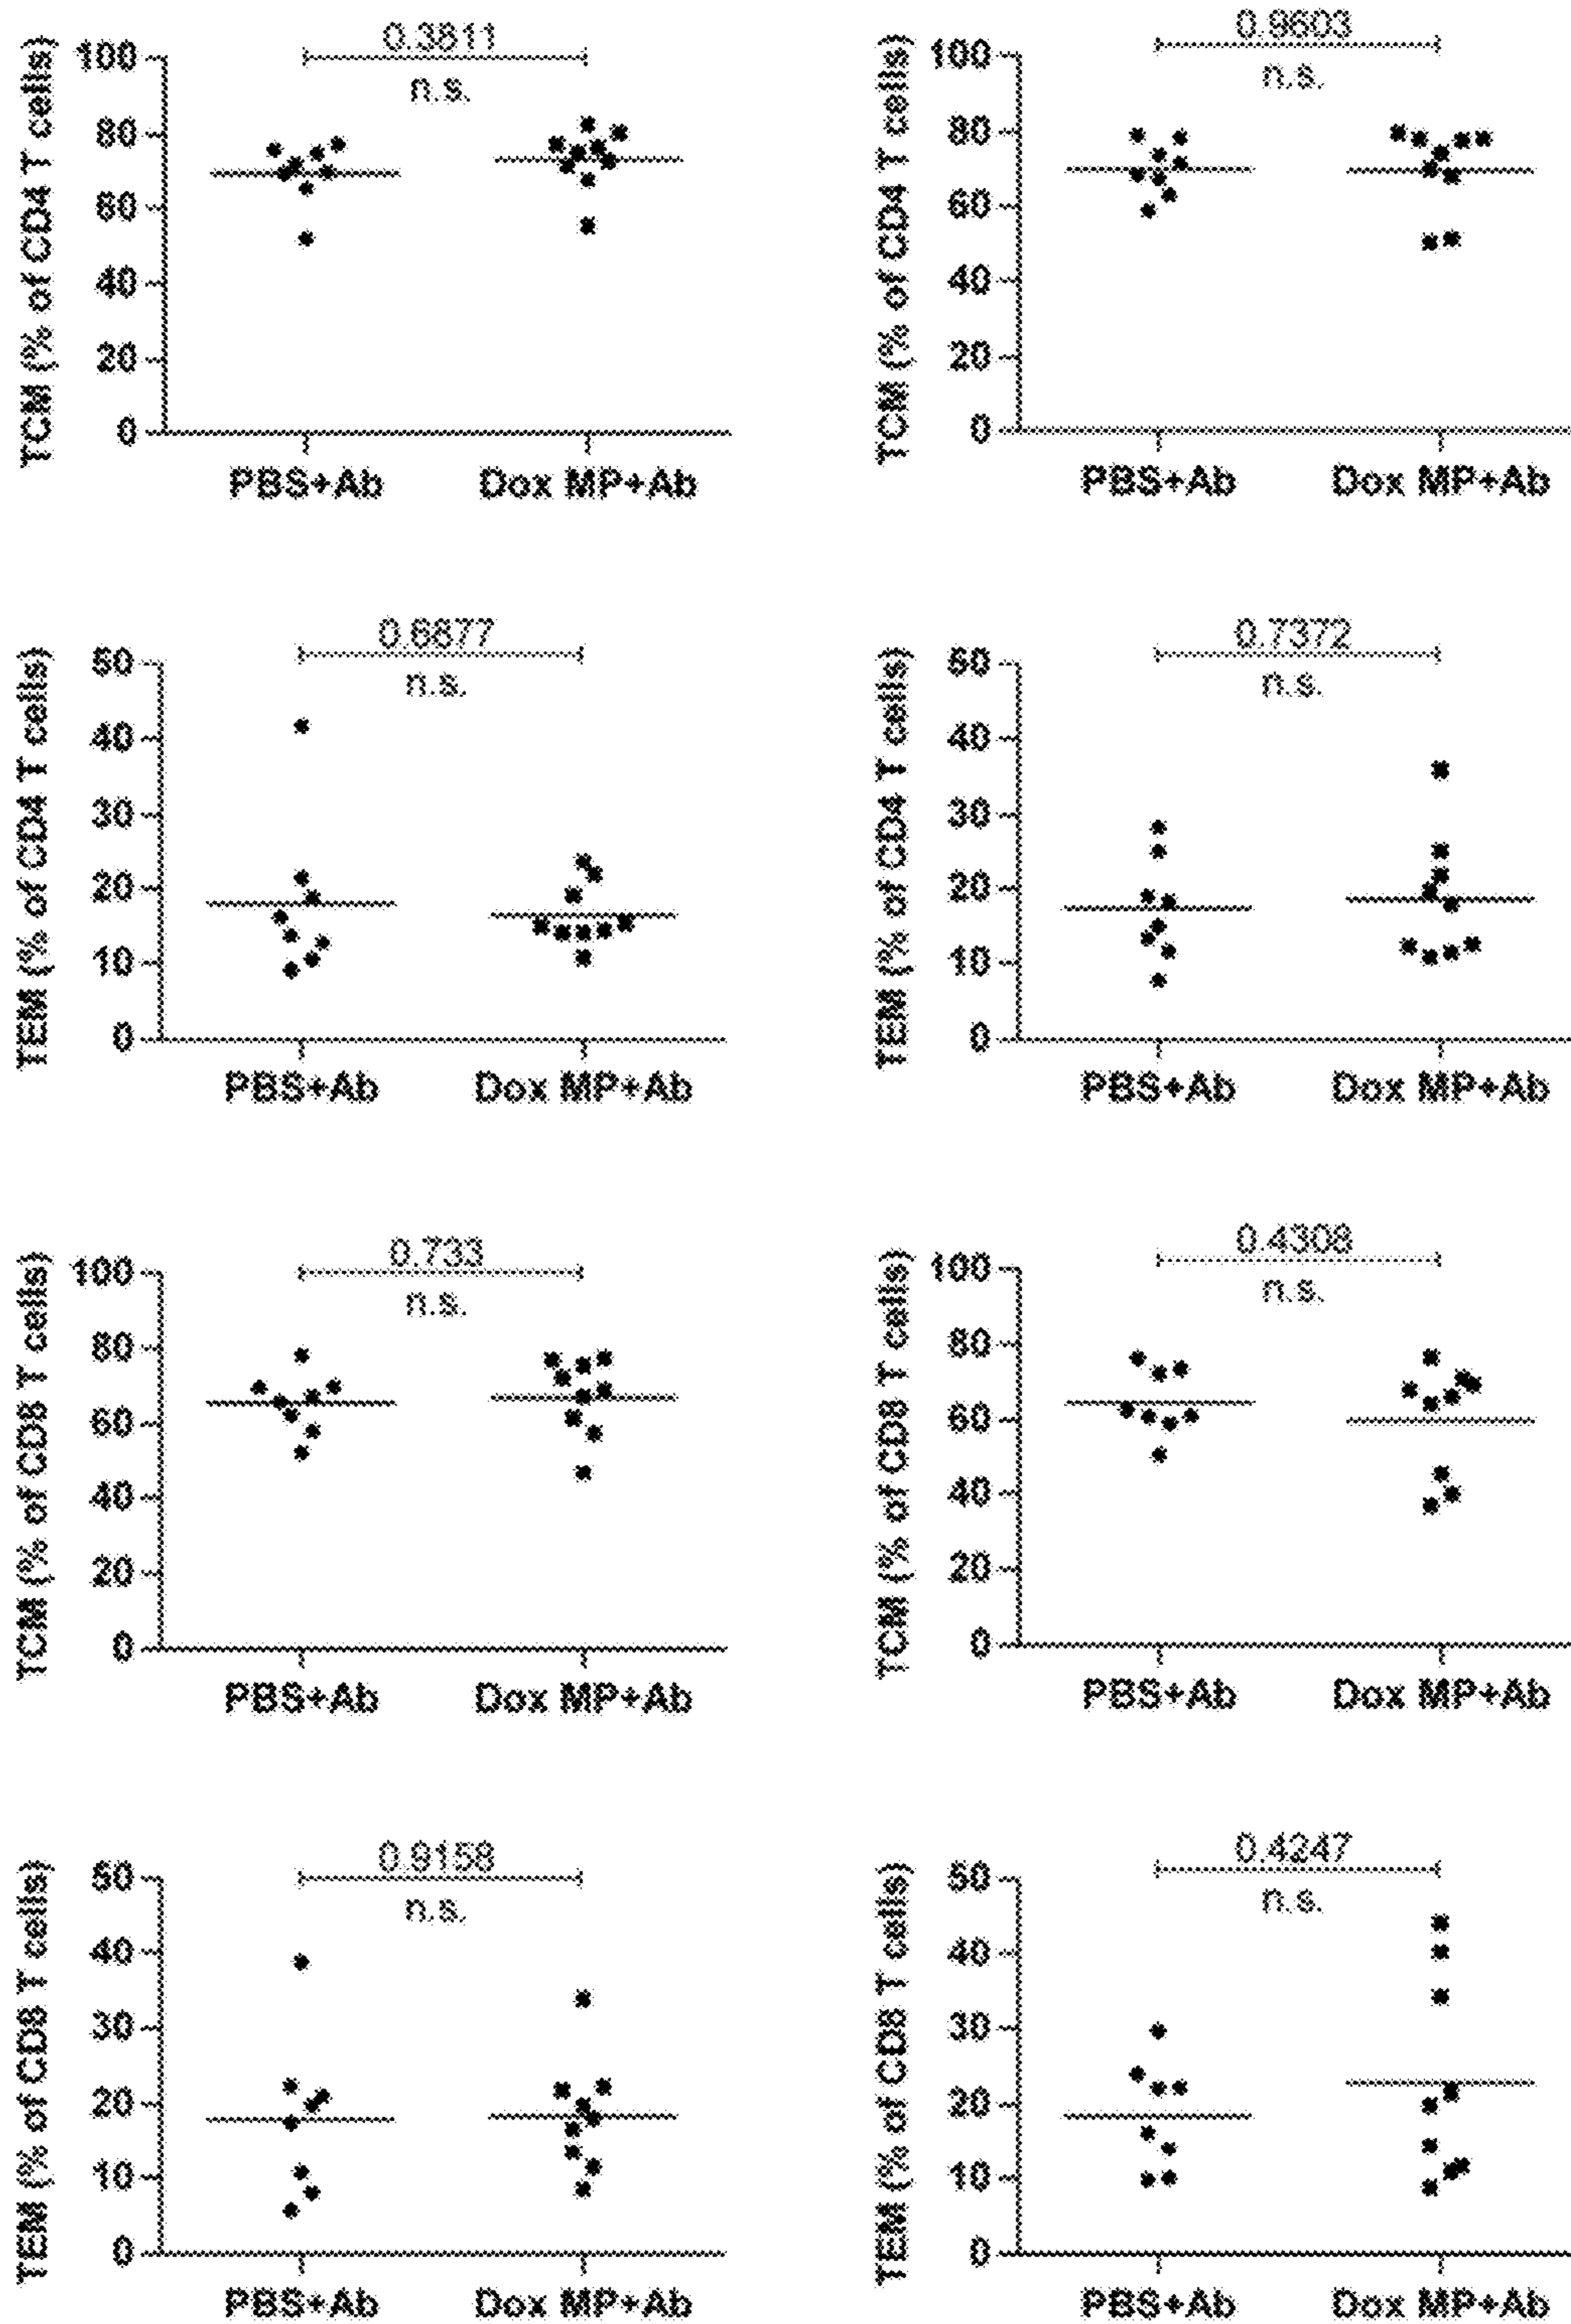 0.3811
n.s.
TCM (% of CD4 T cells)
100
80
60
40
20
0
PBS+Ab Dox MP+Ab
0.9603
n.s.
TCM (% of CD4 T cells)
100
80
60
40
20
0
PBS+Ab Dox MP+Ab
0.6877
n.s.
TEM (% of CD4 T cells)
50
40
30
20
10
0
PBS+Ab Dox MP+Ab
0.7372
n.s.
TEM (% of CD4 T cells)
50
40
30
20
10
0
PBS+Ab Dox MP+Ab
0.733
n.s.
TCM (% of CD8 T cells)
100
80
60
40
20
0
PBS+Ab Dox MP+Ab
0.4308
n.s.
TCM (% of CD8 T cells)
100
80
60
40
20
0
PBS+Ab Dox MP+Ab
0.9158
n.s.
TEM (% of CD8 T cells)
50
40
30
20
10
0
PBS+Ab Dox MP+Ab
0.4247
n.s.
TEM (% of CD8 T cells)
50
40
30
20
10
0
PBS+Ab Dox MP+Ab